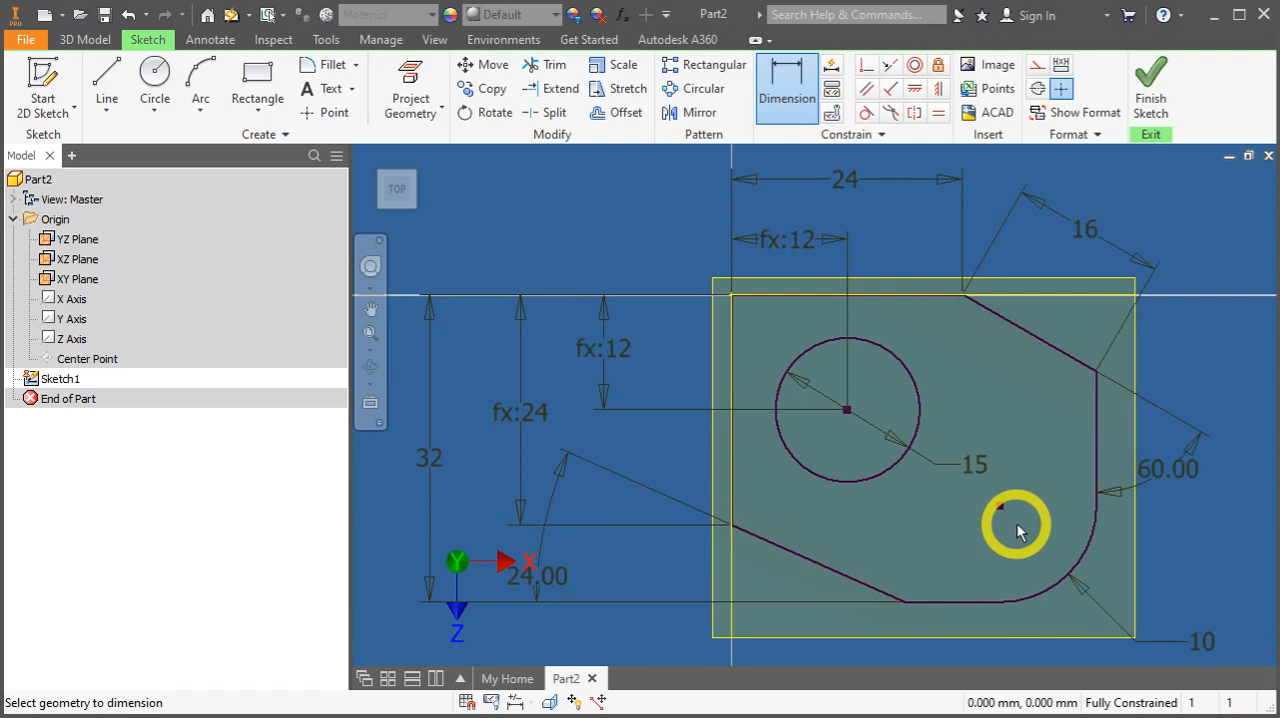 PRO
Material
Default
fx
Part2
Search Help & Commands...
Sign In
File
3D Model
Sketch
Annotate
Inspect
Tools
Manage
View
Environments
Get Started
Autodesk A360
Start
2D Sketch
Line
Circle
Arc
Rectangle
Fillet
Text
Point
Project
Geometry
Move
Copy
Rotate
Trim
Extend
Split
Scale
Stretch
Offset
Rectangular
Circular
Mirror
Dimension
Image
Points
ACAD
Show Format
Finish
Sketch
Sketch
Create
Modify
Pattern
Constrain
Insert
Format
Exit
Model
Part2
View: Master
Origin
YZ Plane
XZ Plane
XY Plane
X Axis
Y Axis
Z Axis
Center Point
Sketch1
End of Part
TOP
24
16
fx:12
fx:12
fx:24
32
15
60.00
24.00
10
Y
X
Z
My Home
Part2
Select geometry to dimension
0.000 mm, 0.000 mm
Fully Constrained
1
1